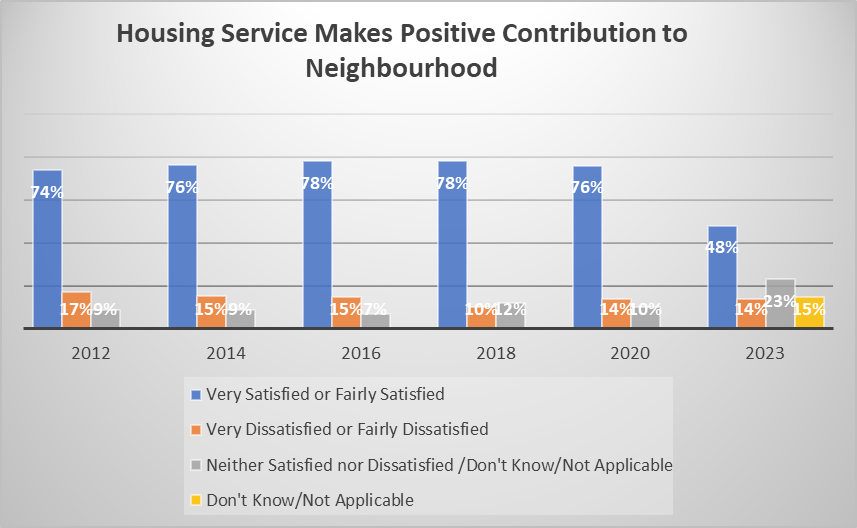 Housing Service Makes Positive Contribution to
Neighbourhood
74% 17% 9%
76% 15% 9%
78% 15% 7%
78% 10% 12%
76% 14% 10%
48% 14% 23% 15%
2012 2014 2016 2018 2020 2023
Very Satisfied or Fairly Satisfied
Very Dissatisfied or Fairly Dissatisfied
Neither Satisfied nor Dissatisfied /Don't Know/Not Applicable
Don't Know/Not Applicable